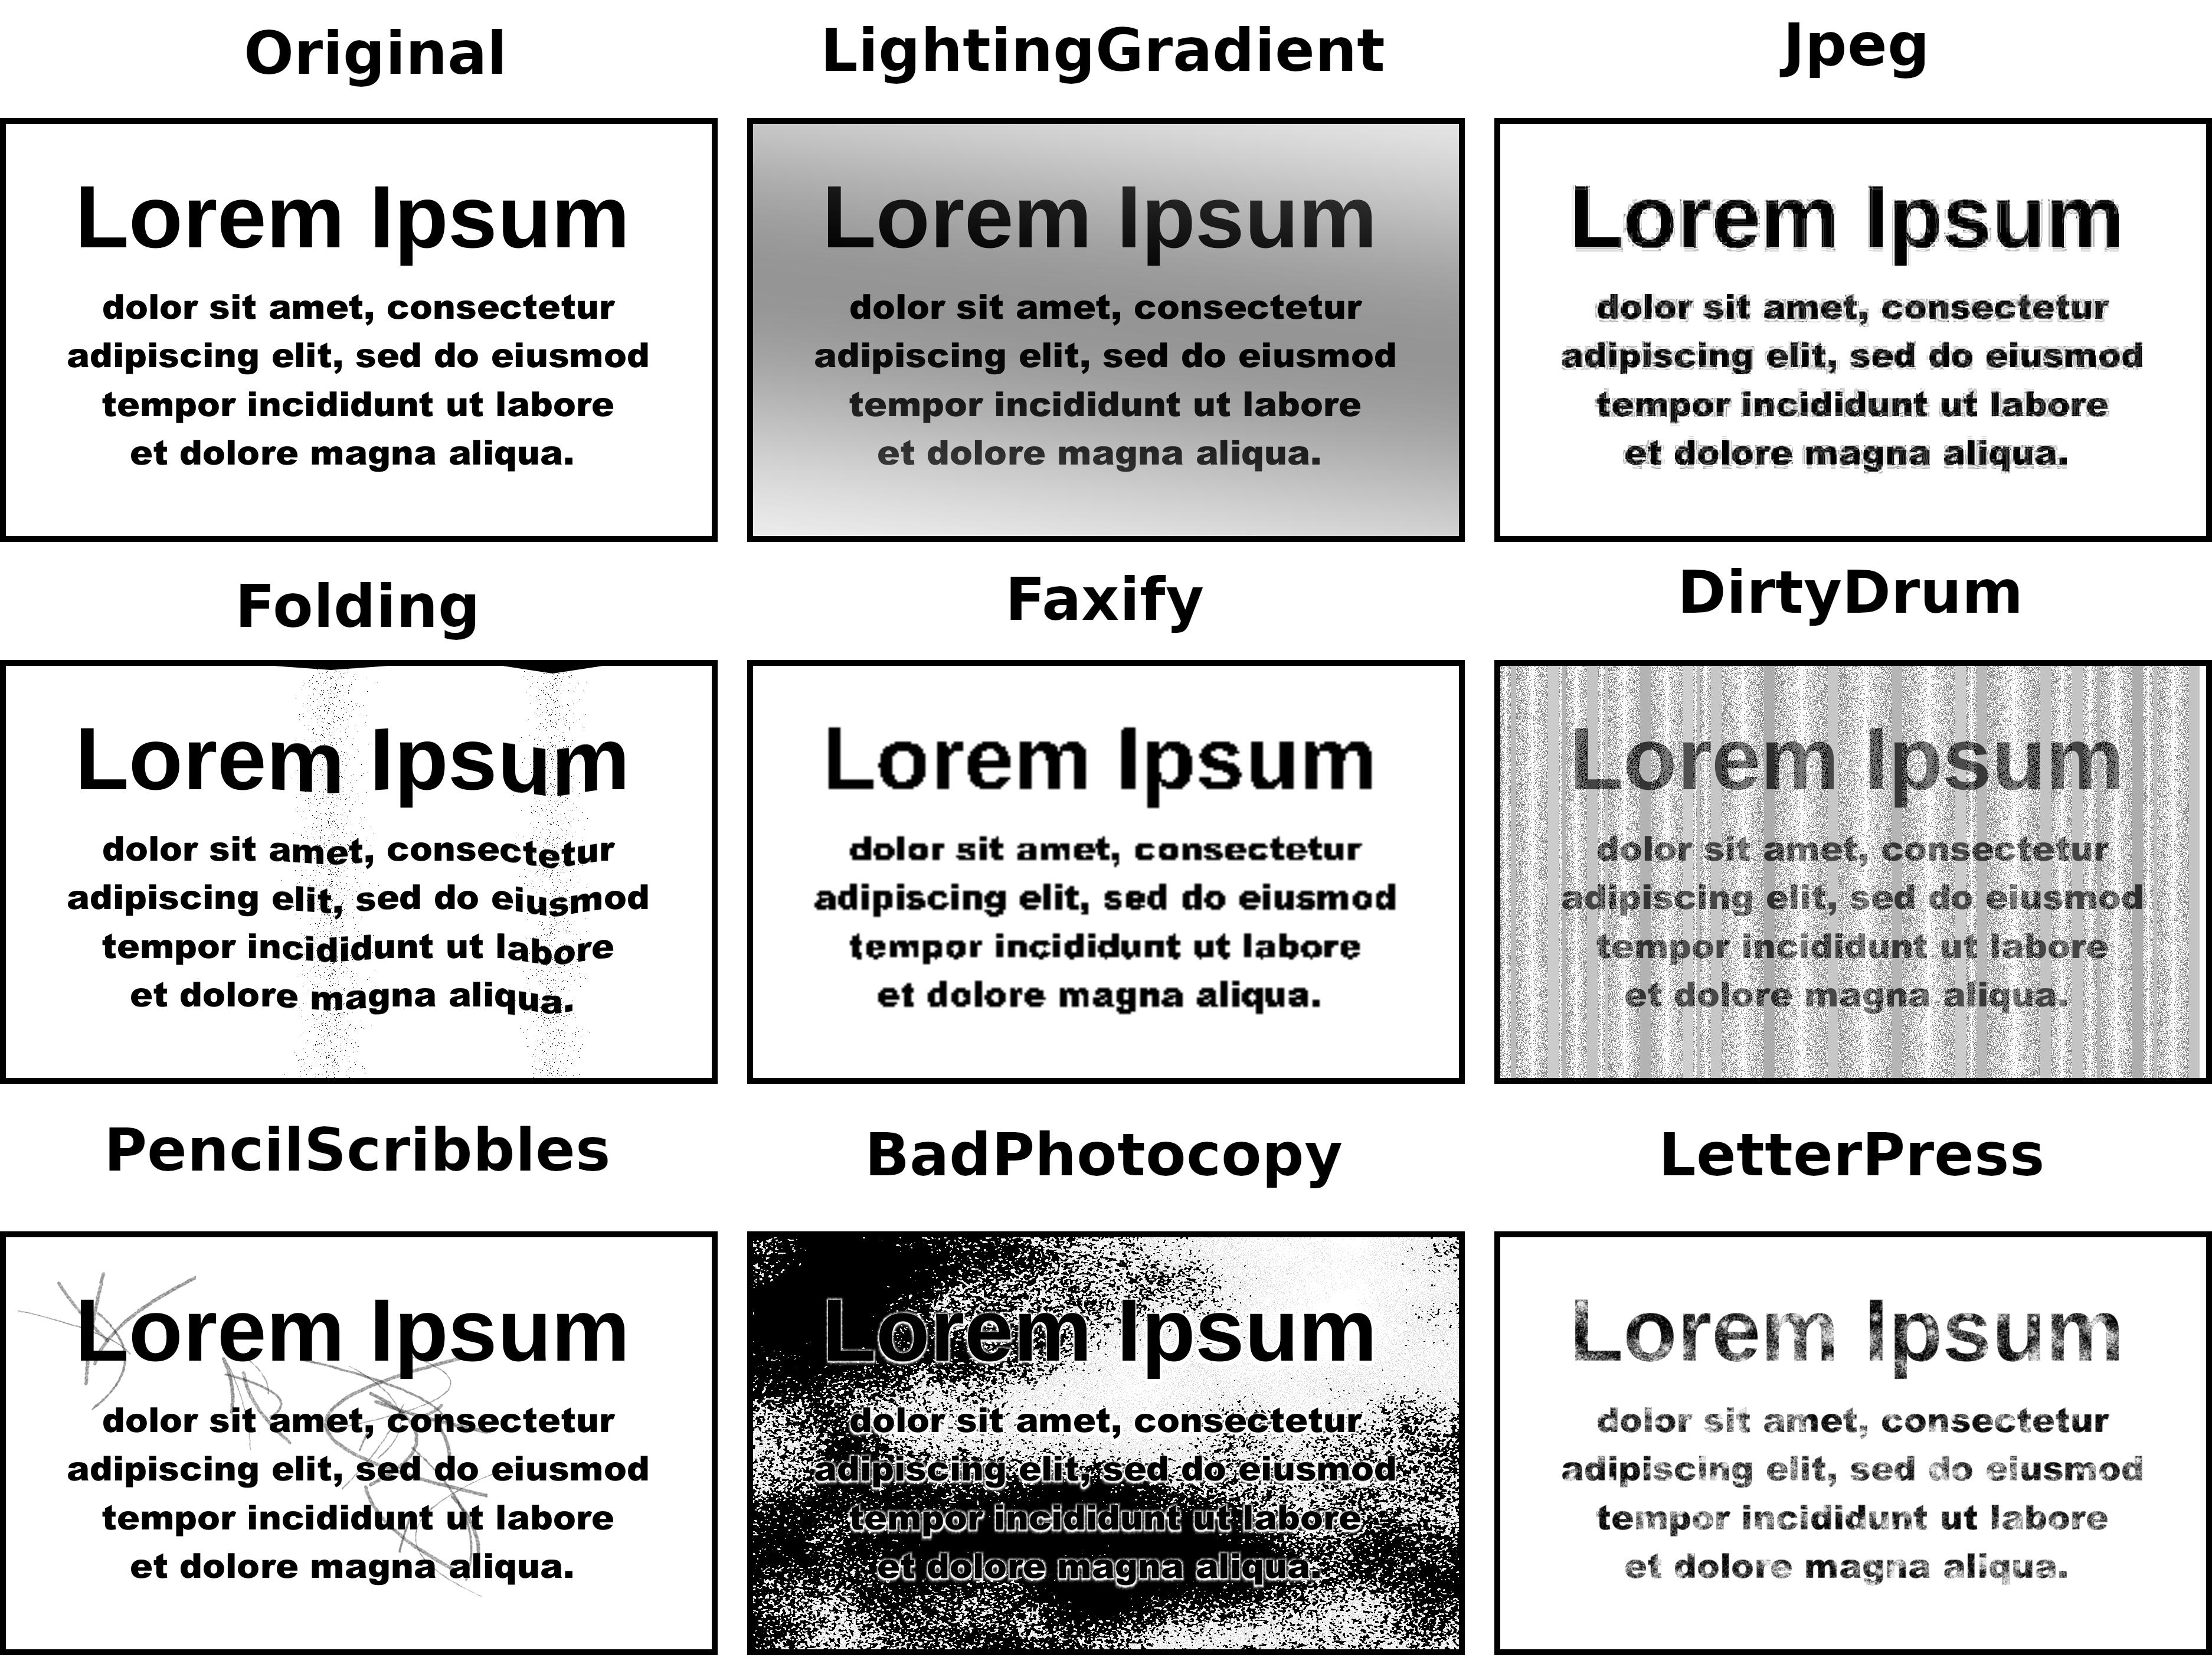 Original
LightingGradient
Jpeg
Lorem Ipsum
dolor sit amet, consectetur
adipiscing elit, sed do eiusmod
tempor incididunt ut labore
et dolore magna aliqua.
Lorem Ipsum
dolor sit amet, consectetur
adipiscing elit, sed do eiusmod
tempor incididunt ut labore
et dolore magna aliqua.
Lorem Ipsum
dolor sit amet, consectetur
adipiscing elit, sed do eiusmod
tempor incididunt ut labore
et dolore magna aliqua.
Folding
Faxify
DirtyDrum
Lorem Ipsum
dolor sit amet, consectetur
adipiscing elit, sed do eiusmod
tempor incididunt ut labore
et dolore magna aliqua.
Lorem Ipsum
dolor sit amet, consectetur
adipiscing elit, sed do eiusmod
tempor incididunt ut labore
et dolore magna aliqua.
Lorem Ipsum
dolor sit amet, consectetur
adipiscing elit, sed do eiusmod
tempor incididunt ut labore
et dolore magna aliqua.
PencilScribbles
BadPhotocopy
LetterPress
Lorem Ipsum
dolor sit amet, consectetur
adipiscing elit, sed do eiusmod
tempor incididunt ut labore
et dolore magna aliqua.
Lorem Ipsum
dolor sit amet, consectetur
adipiscing elit, sed do eiusmod
tempor incididunt ut labore
et dolore magna aliqua.
Lorem Ipsum
dolor sit amet, consectetur
adipiscing elit, sed do eiusmod
tempor incididunt ut labore
et dolore magna aliqua.